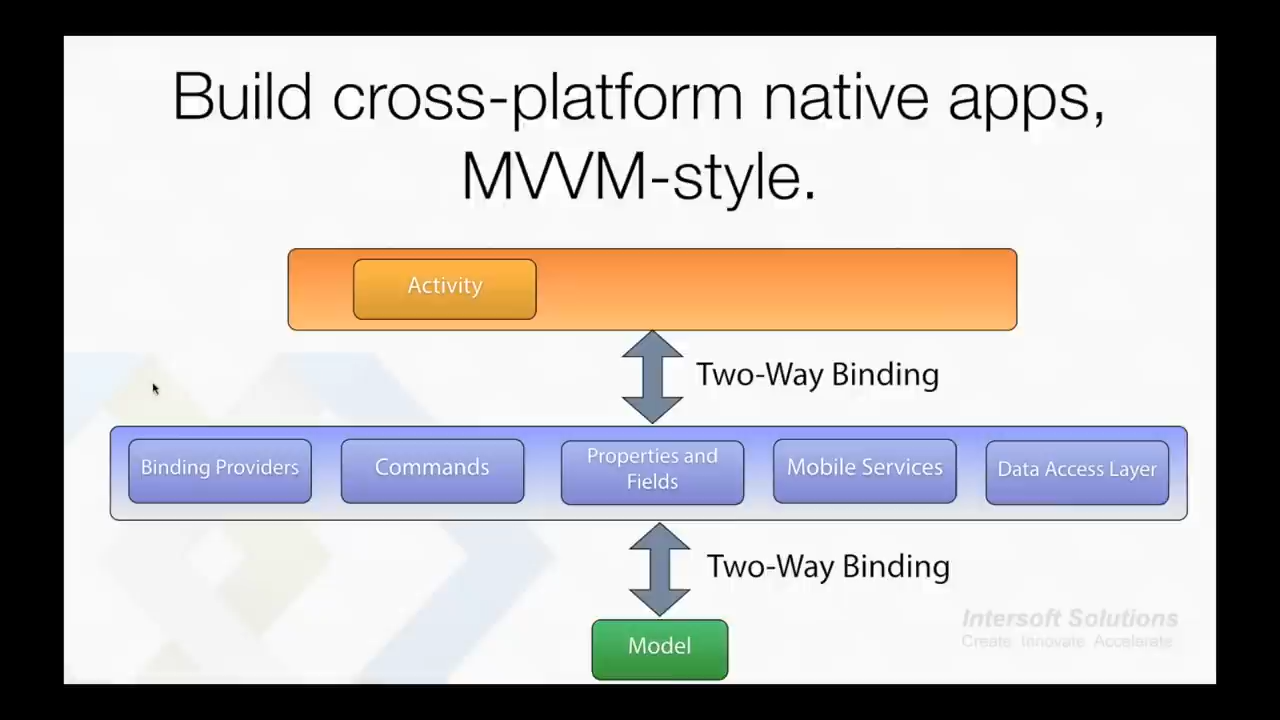 Build cross-platform native apps,
MVVM-style.
Activity
Two-Way Binding
Binding Providers
Commands
Properties and
Fields
Mobile Services
Data Access Layer
Two-Way Binding
Model
Intersoft Solutions
Create Innovate Accelerate